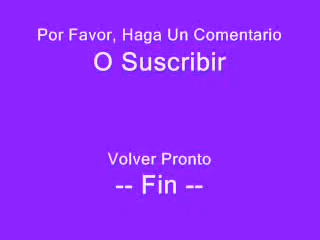 Por Favor, Haga Un Comentario
O Suscribir
Volver Pronto
-- Fin --